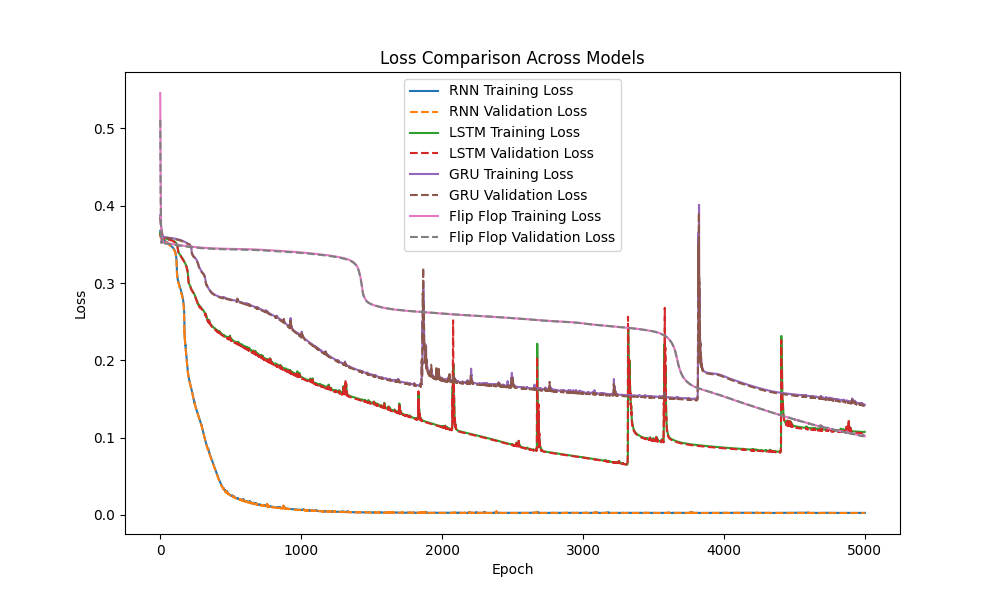 Loss Comparison Across Models
RNN Training Loss
RNN Validation Loss
LSTM Training Loss
LSTM Validation Loss
GRU Training Loss
GRU Validation Loss
Flip Flop Training Loss
Flip Flop Validation Loss
Loss
0.5
0.4
0.3
0.2
0.1
0.0
0 1000 2000 3000 4000 5000
Epoch